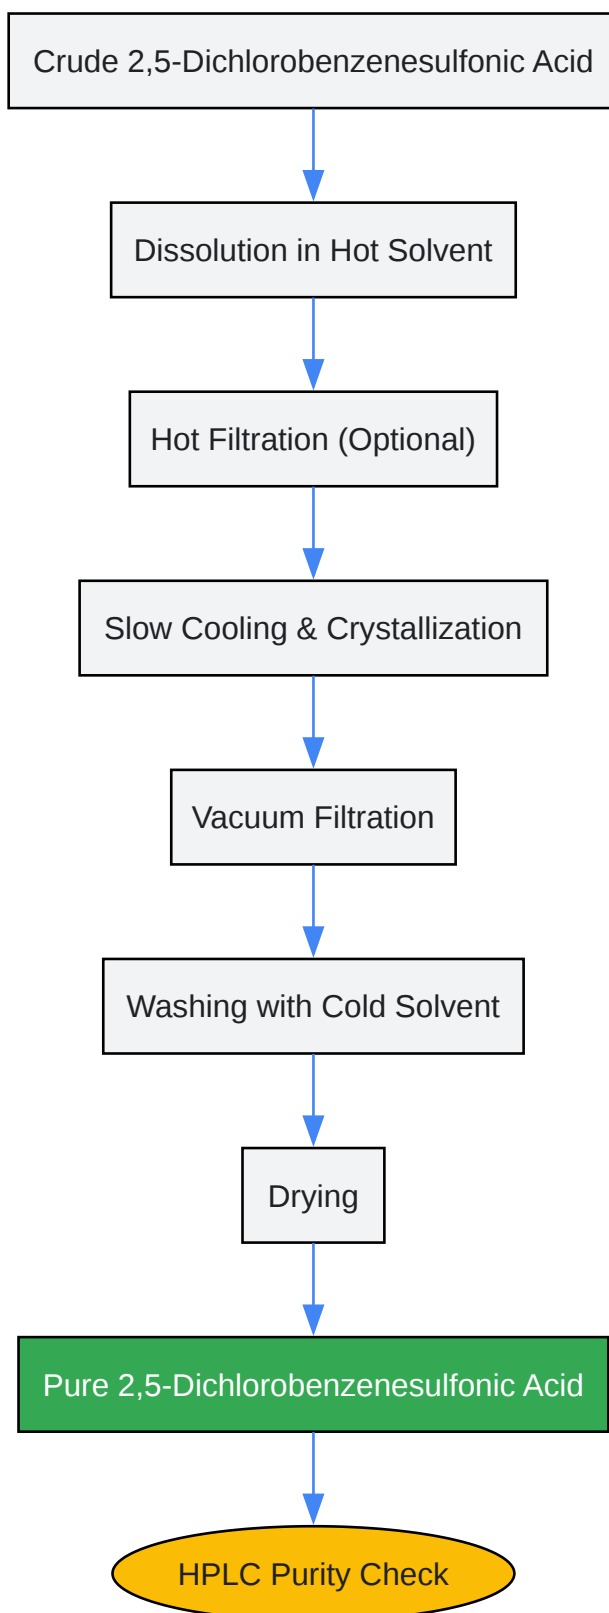 Crude 2,5-Dichlorobenzenesulfonic Acid
Dissolution in Hot Solvent
Hot Filtration (Optional)
Slow Cooling & Crystallization
Vacuum Filtration
Washing with Cold Solvent
Drying
Pure 2,5-Dichlorobenzenesulfonic Acid
HPLC Purity Check